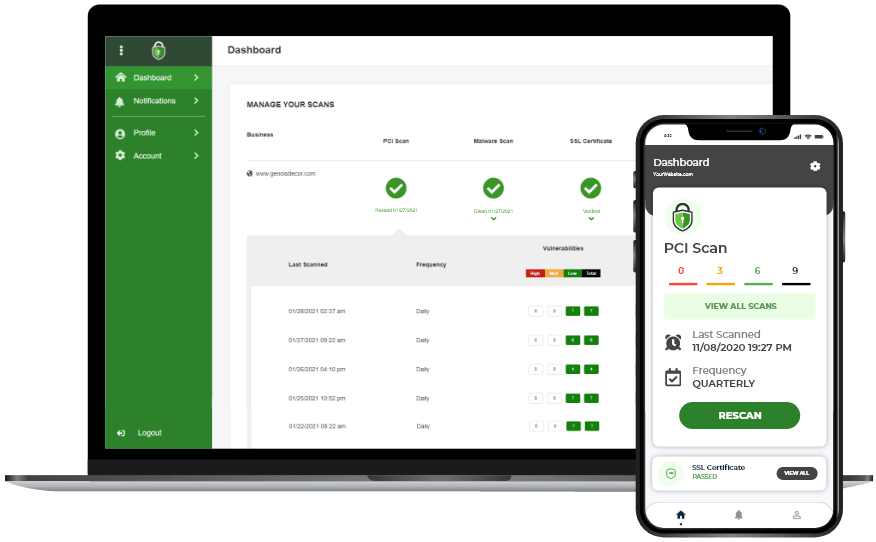 Dashboard
Dashboard
Notifications
Profile
Account
Logout
MANAGE YOUR SCANS
Business PCI Scan Malware Scan SSL Certificate
www.genoisdecor.com
Passed 01/27/2021 Clean 01/27/2021 Verified
Vulnerabilities
Last Scanned Frequency
High Med Low Total
01/28/2021 02:37 am Daily 0 0 7 7
01/27/2021 09:22 am Daily 0 0 6 6
01/26/2021 04:10 pm Daily 0 0 4 4
01/25/2021 10:52 pm Daily 0 0 7 7
01/22/2021 08:22 am Daily 0 0 7 7
Dashboard
YourWebsite.com
PCI Scan
0 3 6 9
VIEW ALL SCANS
Last Scanned
11/08/2020 19:27 PM
Frequency
QUARTERLY
RESCAN
SSL Certificate
PASSED
VIEW ALL